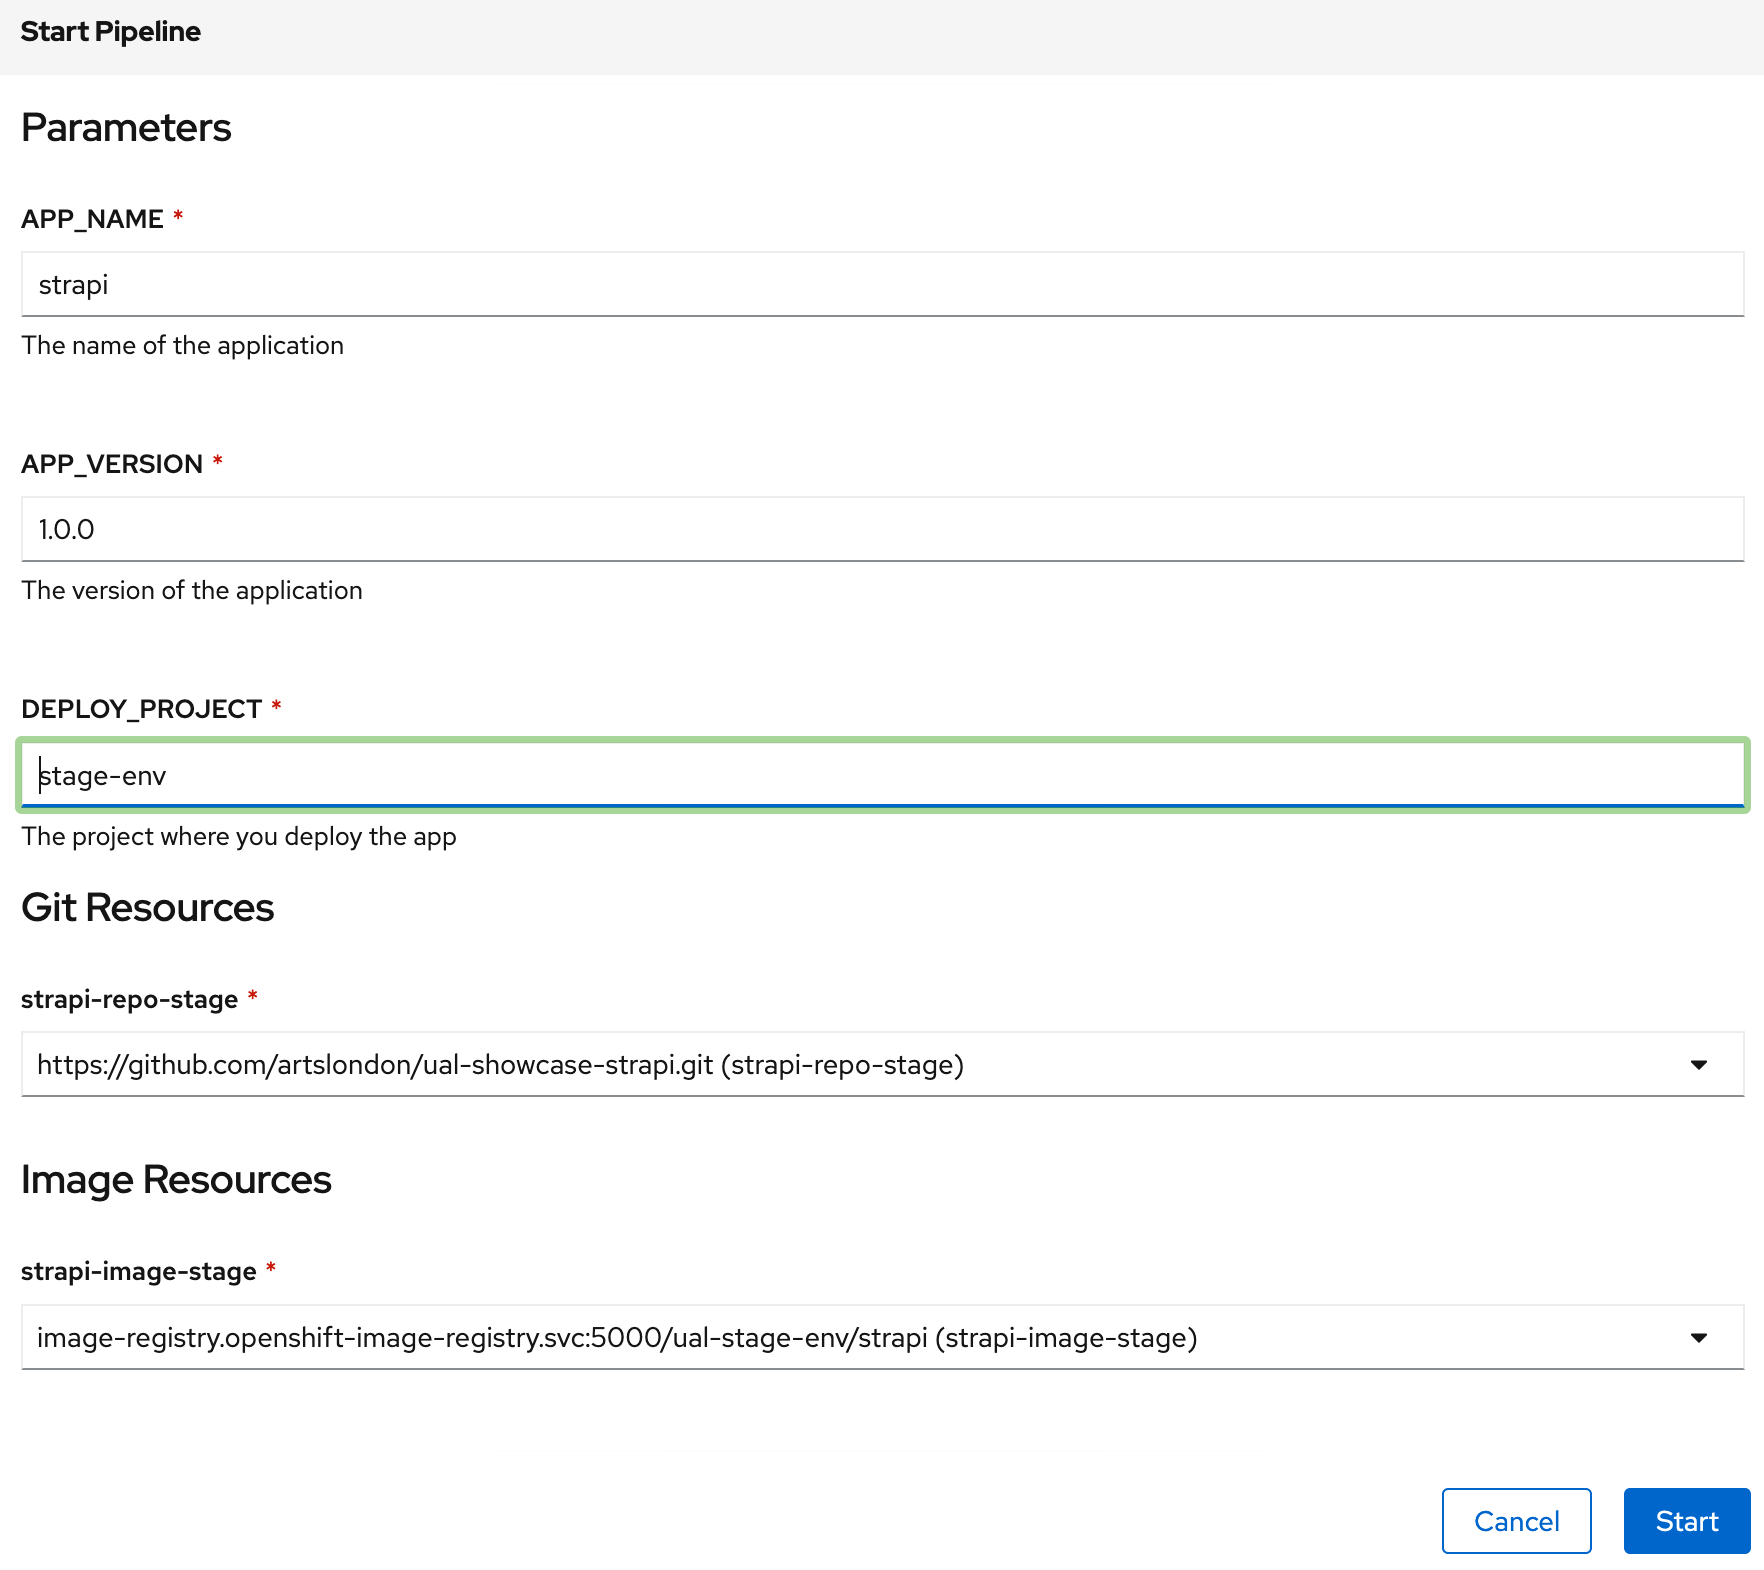 Start Pipeline
Parameters
APP_NAME *
strapi
The name of the application
APP_VERSION *
1.0.0
The version of the application
DEPLOY_PROJECT *
stage-env
The project where you deploy the app
Git Resources
strapi-repo-stage *
https://github.com/artslondon/ual-showcase-strapi.git (strapi-repo-stage)
Image Resources
strapi-image-stage *
image-registry.openshift-image-registry.svc:5000/ual-stage-env/strapi (strapi-image-stage)
Cancel Start